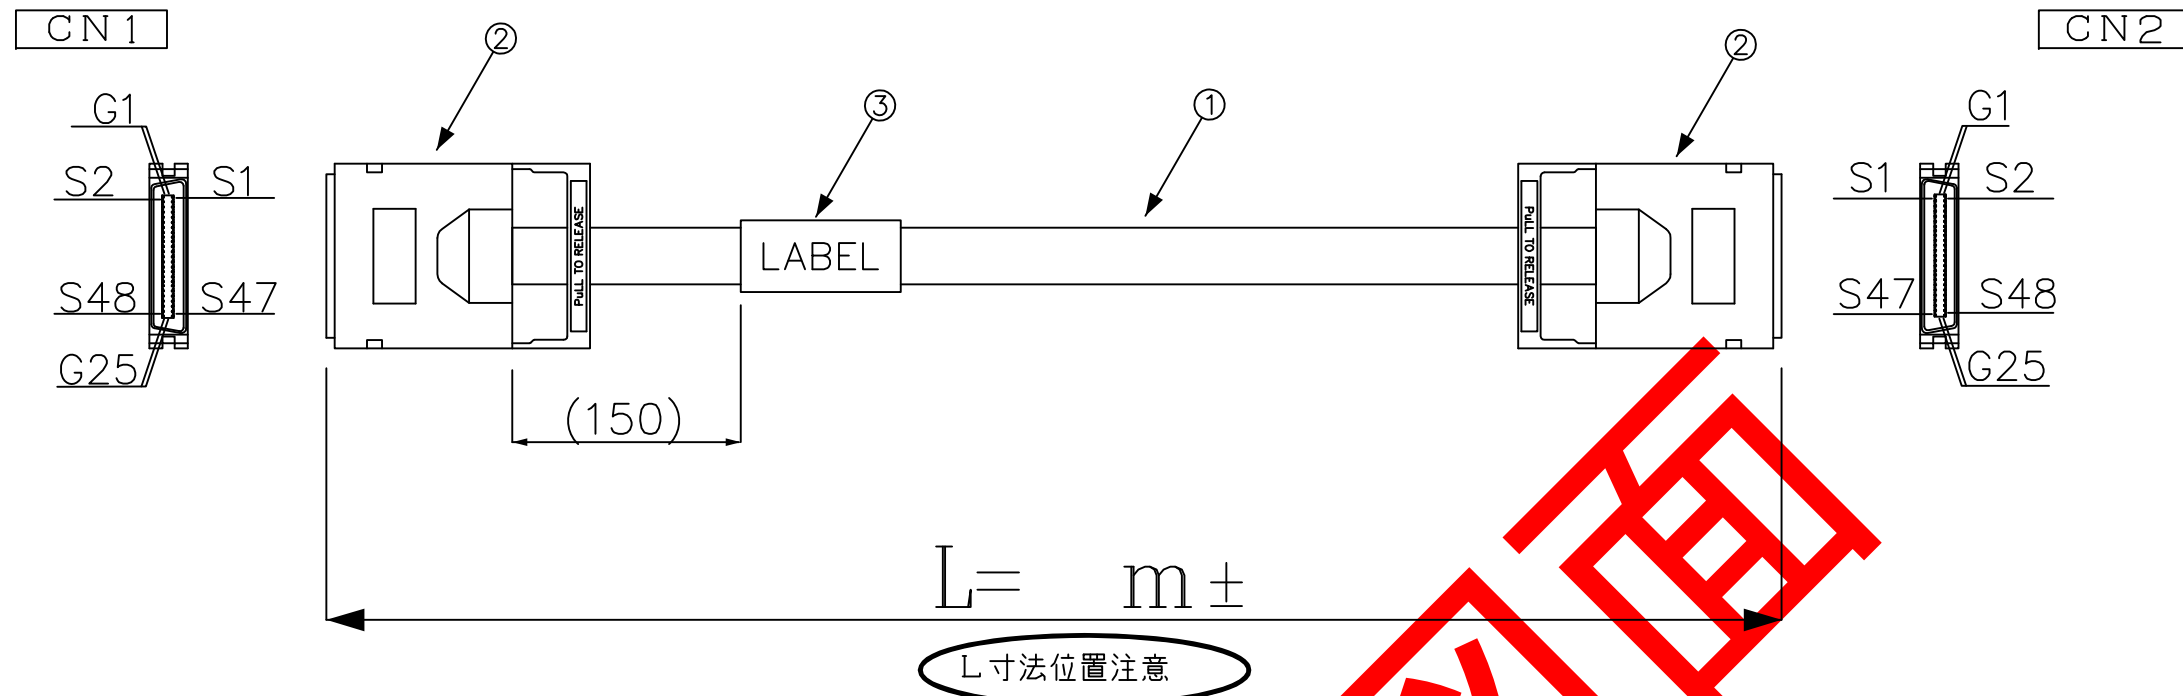 CN1
CN2
②
②
③
①
G1
S2
S1
S48
S47
G25
PuLL TO RELEASE
LABEL
PuLL TO RELEASE
G1
S1
S2
S47
S48
G25
(150)
L= m±
L寸法位置注意